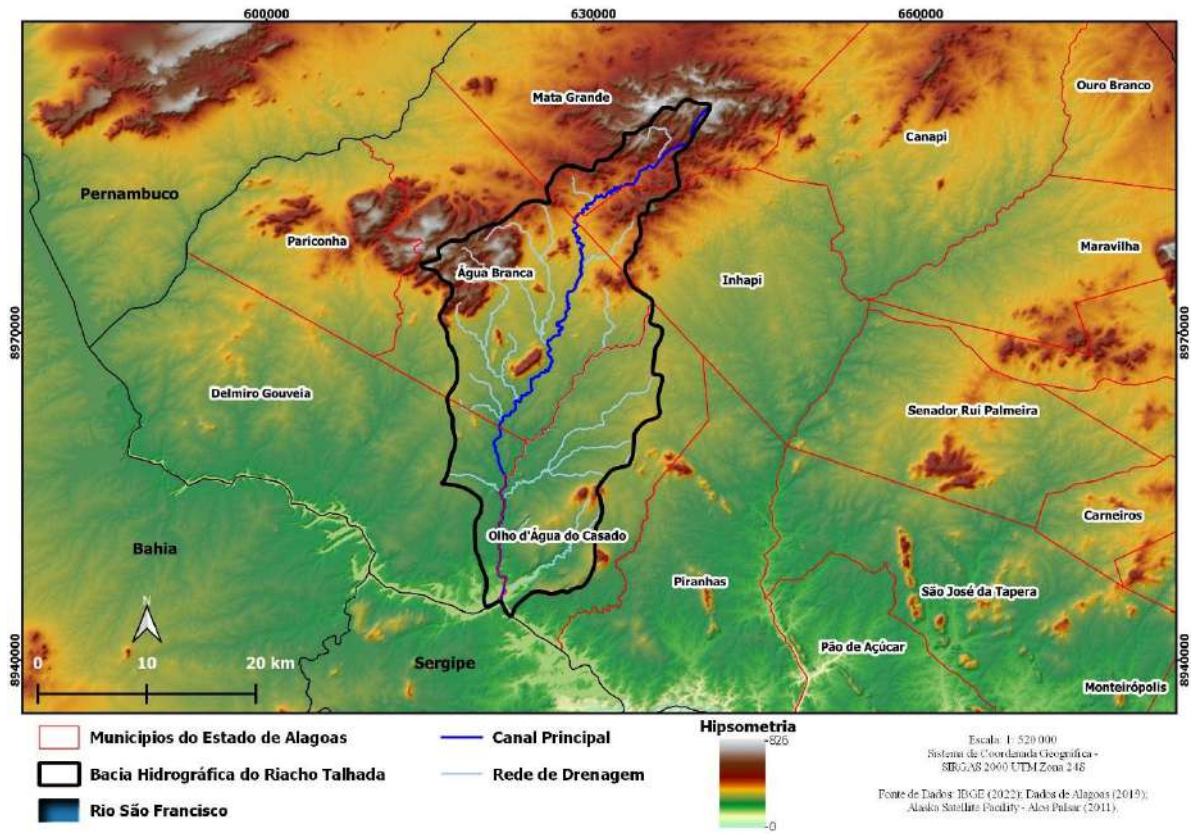 600000
630000
660000
Mata Grande
Ouro Branco
Canapi
Pernambuco
Pariconha
Maravilha
Água Branca
Inhapi
8970000
8970000
Delmiro Gouveia
Senador Rui Palmeira
Carneiros
Olho d'Água do Casado
Bahia
Piranhas
São José da Tapera
N
Pão de Açúcar
Sergipe
8940000
8940000
0 10 20 km
Monteirópolis
Municipios do Estado de Alagoas
Bacia Hidrográfica do Riacho Talhada
Rio São Francisco
Canal Principal
Rede de Drenagem
Hipsometria
826
0
Escala: 1: 520 000
Sistema de Coordenada Geográfica -
SIRGAS 2000 UTM Zona 24S
Fonte de Dados: IBGE (2022); Dados de Alagoas (2019);
Alaska Satellite Facility - Alos Palsar (2011).